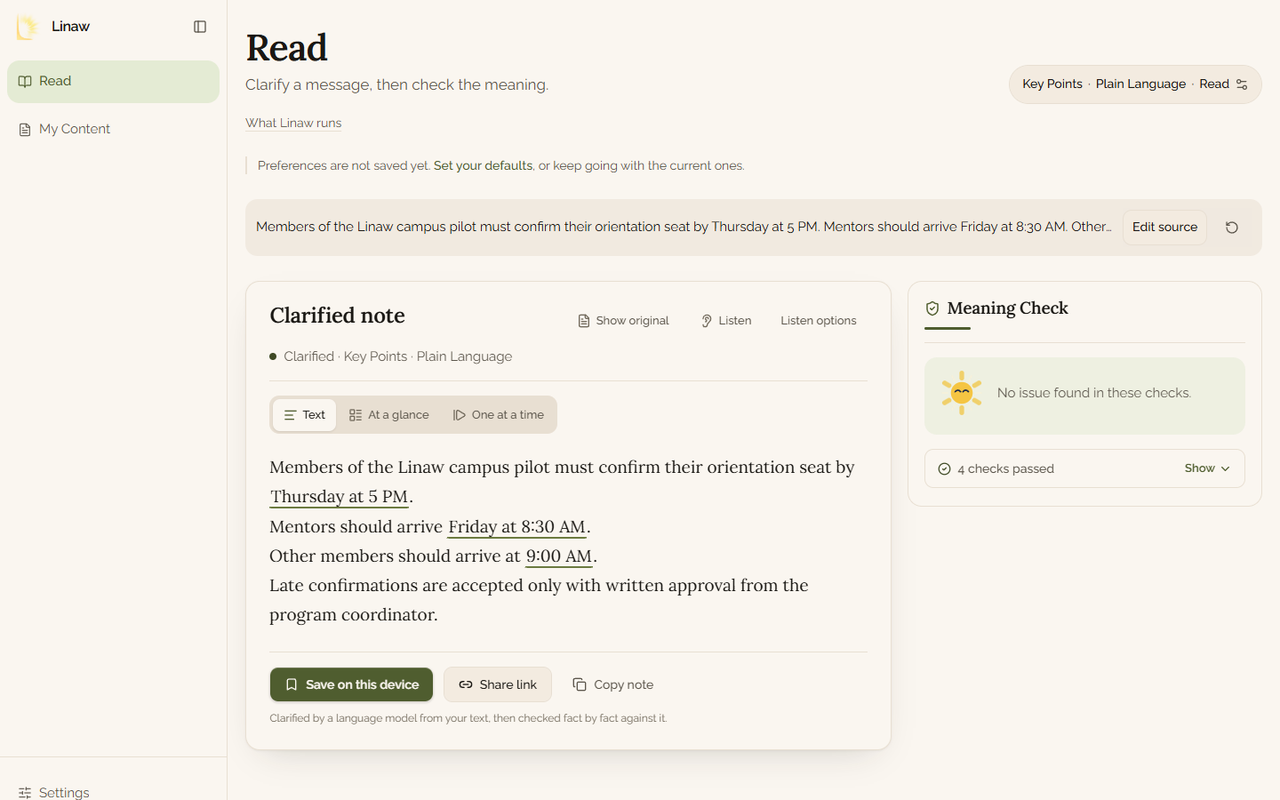 Linaw
Read
My Content
Settings
Read
Clarify a message, then check the meaning.
What Linaw runs
Key Points · Plain Language · Read
Preferences are not saved yet. Set your defaults, or keep going with the current ones.
Members of the Linaw campus pilot must confirm their orientation seat by Thursday at 5 PM. Mentors should arrive Friday at 8:30 AM. Other...
Edit source
Clarified note
Show original
Listen
Listen options
Clarified · Key Points · Plain Language
Text
At a glance
One at a time
Members of the Linaw campus pilot must confirm their orientation seat by
Thursday at 5 PM.
Mentors should arrive Friday at 8:30 AM.
Other members should arrive at 9:00 AM.
Late confirmations are accepted only with written approval from the
program coordinator.
Save on this device
Share link
Copy note
Clarified by a language model from your text, then checked fact by fact against it.
Meaning Check
No issue found in these checks.
4 checks passed
Show